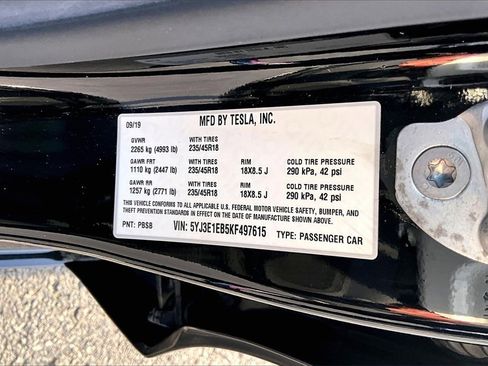 09/19 MFD BY TESLA, INC.
GVWR WITH TIRES
2265 kg (4993 lb) 235/45R18
GAWR FRT WITH TIRES RIM COLD TIRE PRESSURE
1110 kg (2447 lb) 235/45R18 18X8.5 J 290 kPa, 42 psi
GAWR RR WITH TIRES RIM COLD TIRE PRESSURE
1257 kg (2771 lb) 235/45R18 18X8.5 J 290 kPa, 42 psi
THIS VEHICLE CONFORMS TO ALL APPLICABLE U.S. FEDERAL MOTOR VEHICLE SAFETY, BUMPER, AND
THEFT PREVENTION STANDARDS IN EFFECT ON THE DATE OF MANUFACTURE SHOWN ABOVE.
PNT: PBSB VIN: 5YJ3E1EB5KF497615 TYPE: PASSENGER CAR